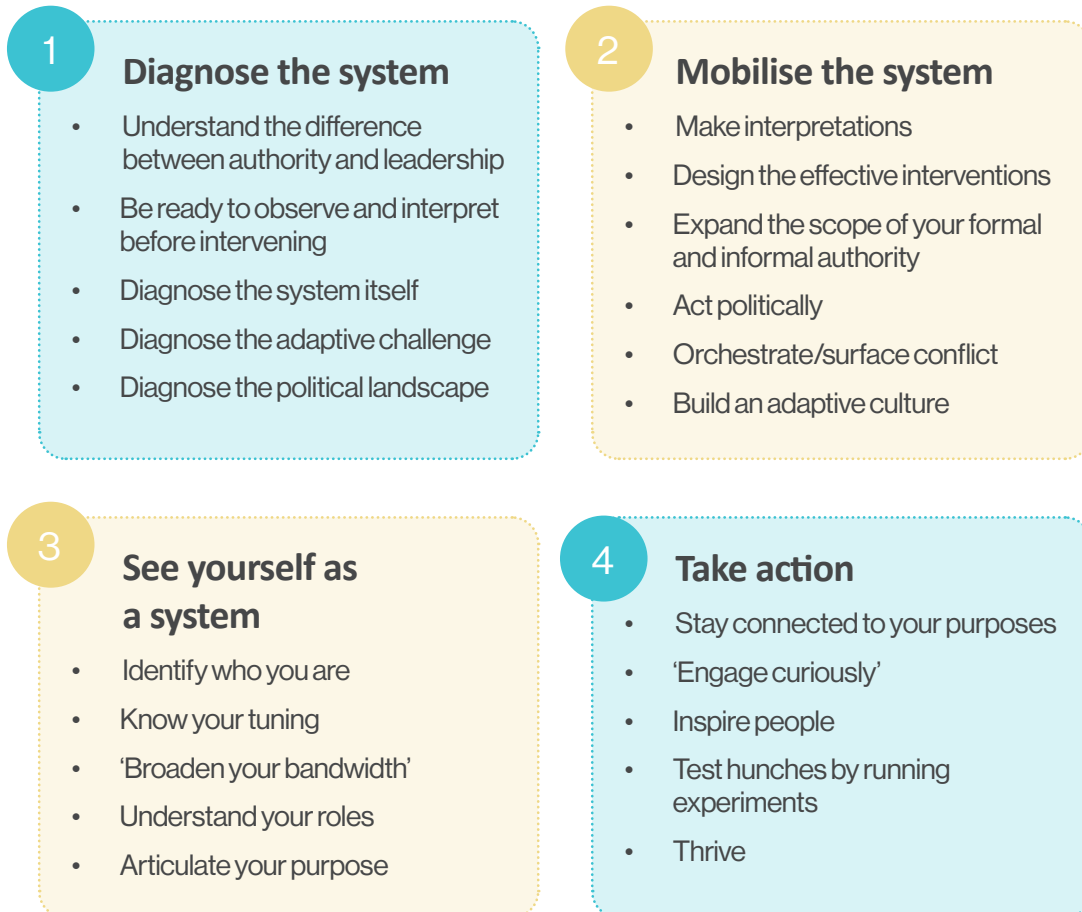 1
Diagnose the system
• Understand the difference
between authority and leadership
• Be ready to observe and interpret
before intervening
• Diagnose the system itself
• Diagnose the adaptive challenge
• Diagnose the political landscape
2
Mobilise the system
• Make interpretations
• Design the effective interventions
• Expand the scope of your formal
and informal authority
• Act politically
• Orchestrate/surface conflict
• Build an adaptive culture
3
See yourself as
a system
• Identify who you are
• Know your tuning
• ‘Broaden your bandwidth’
• Understand your roles
• Articulate your purpose
4
Take action
• Stay connected to your purposes
• ‘Engage curiously’
• Inspire people
• Test hunches by running
experiments
• Thrive